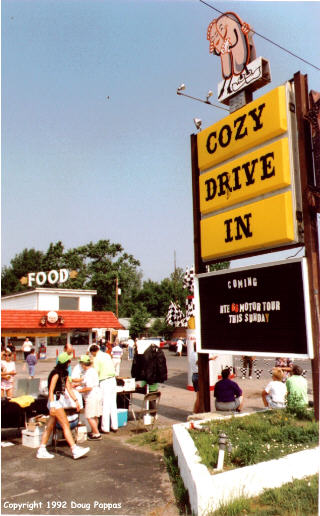 COZY
DRIVE
IN
FOOD
COMING
RTE 66 MOTOR TOUR
THIS SUNDAY
Copyright 1992 Doug Pappas